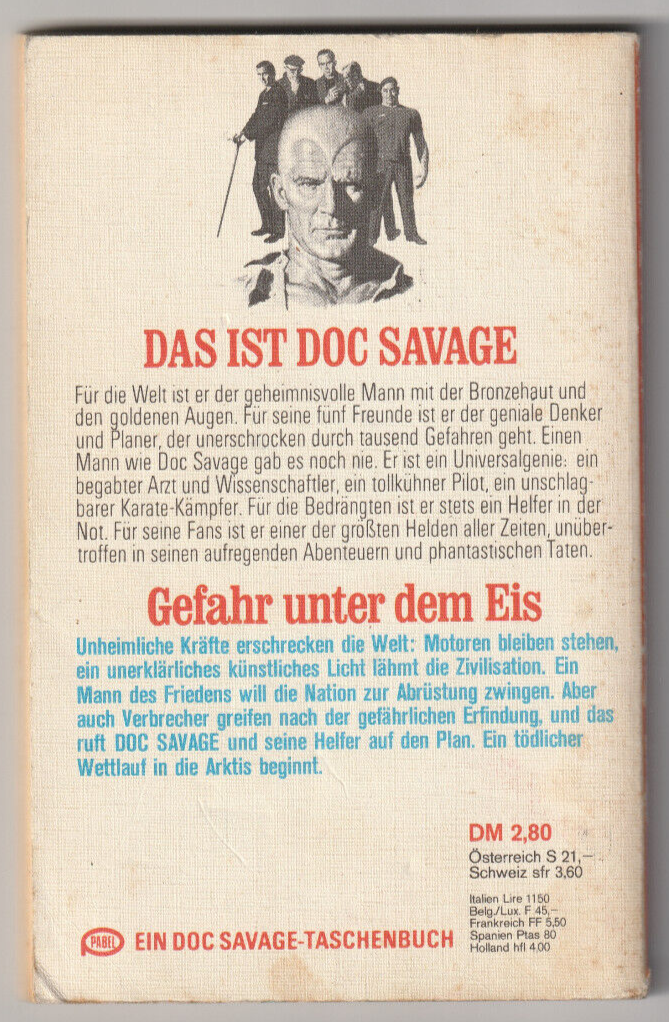 DAS IST DOC SAVAGE
Für die Welt ist er der geheimnisvolle Mann mit der Bronzehaut und
den goldenen Augen. Für seine fünf Freunde ist er der geniale Denker
und Planer, der unerschrocken durch tausend Gefahren geht. Einen
Mann wie Doc Savage gab es noch nie. Er ist ein Universalgenie: ein
begabter Arzt und Wissenschaftler, ein tollkühner Pilot, ein unschlag-
barer Karate-Kämpfer. Für die Bedrängten ist er stets ein Helfer in der
Not. Für seine Fans ist er einer der größten Helden aller Zeiten, unüber-
troffen in seinen aufregenden Abenteuern und phantastischen Taten.
Gefahr unter dem Eis
Unheimliche Kräfte erschrecken die Welt: Motoren bleiben stehen,
ein unerklärliches künstliches Licht lähmt die Zivilisation. Ein
Mann des Friedens will die Nation zur Abrüstung zwingen. Aber
auch Verbrecher greifen nach der gefährlichen Erfindung, und das
ruft DOC SAVAGE und seine Helfer auf den Plan. Ein tödlicher
Wettlauf in die Arktis beginnt.
DM 2,80
Österreich S 21,–
Schweiz sfr 3,60
Italien Lire 1150
Belg./Lux. F 45,–
Frankreich FF 5,50
Spanien Ptas 80
Holland hfl 4,00
PABEL EIN DOC SAVAGE-TASCHENBUCH